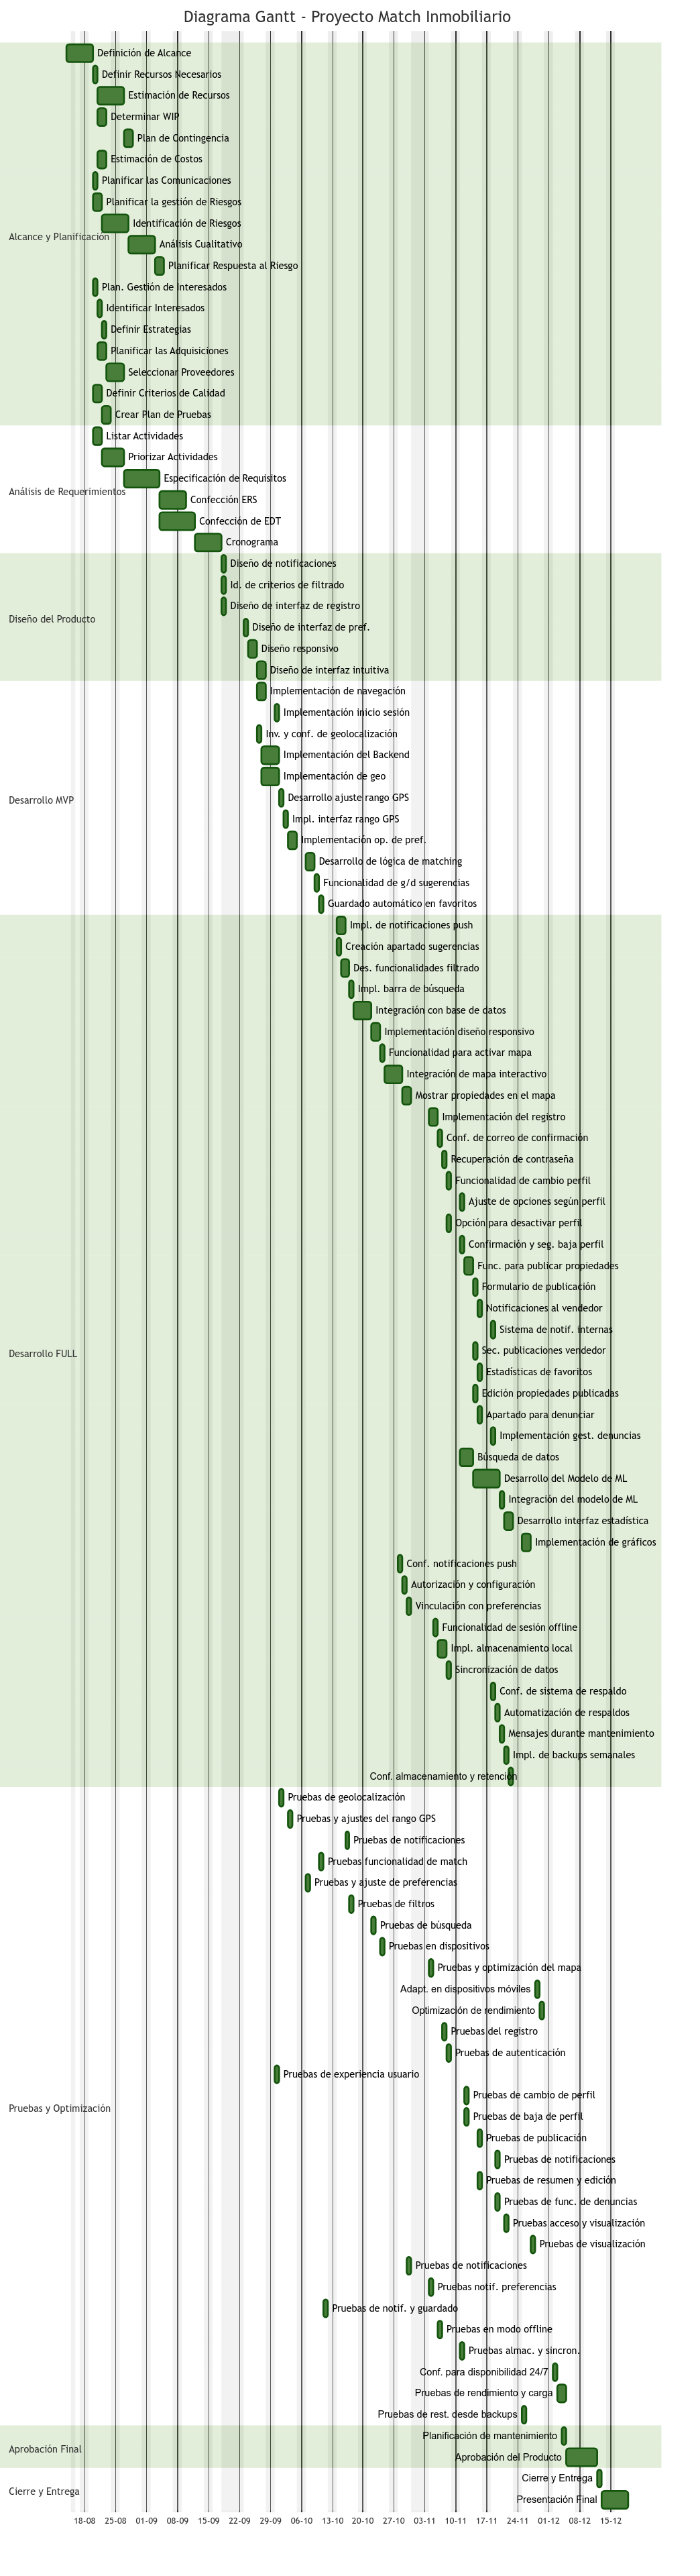 Diagrama Gantt - Proyecto Match Inmobiliario
Definición de Alcance
Definir Recursos Necesarios
Estimación de Recursos
Determinar WIP
Plan de Contingencia
Estimación de Costos
Planificar las Comunicaciones
Planificar la gestión de Riesgos
Identificación de Riesgos
Alcance y Planificación
Análisis Cualitativo
Planificar Respuesta al Riesgo
Plan. Gestión de Interesados
Identificar Interesados
Definir Estrategias
Planificar las Adquisiciones
Seleccionar Proveedores
Definir Criterios de Calidad
Crear Plan de Pruebas
Listar Actividades
Priorizar Actividades
Especificación de Requisitos
Análisis de Requerimientos
Confección ERS
Confección de EDT
Cronograma
Diseño de notificaciones
Id. de criterios de filtrado
Diseño de interfaz de registro
Diseño del Producto
Diseño de interfaz de pref.
Diseño responsivo
Diseño de interfaz intuitiva
Implementación de navegación
Implementación inicio sesión
Inv. y conf. de geolocalización
Implementación del Backend
Implementación de geo
Desarrollo ajuste rango GPS
Desarrollo MVP
Impl. interfaz rango GPS
Implementación op. de pref.
Desarrollo de lógica de matching
Funcionalidad de g/d sugerencias
Guardado automático en favoritos
Impl. de notificaciones push
Creación apartado sugerencias
Des. funcionalidades filtrado
Impl. barra de búsqueda
Integración con base de datos
Implementación diseño responsivo
Funcionalidad para activar mapa
Integración de mapa interactivo
Mostrar propiedades en el mapa
Implementación del registro
Conf. de correo de confirmación
Recuperación de contraseña
Funcionalidad de cambio perfil
Ajuste de opciones según perfil
Opción para desactivar perfil
Confirmación y seg. baja perfil
Func. para publicar propiedades
Formulario de publicación
Notificaciones al vendedor
Sistema de notif. internas
Sec. publicaciones vendedor
Desarrollo FULL
Estadísticas de favoritos
Edición propiedades publicadas
Apartado para denunciar
Implementación gest. denuncias
Búsqueda de datos
Desarrollo del Modelo de ML
Integración del modelo de ML
Desarrollo interfaz estadística
Implementación de gráficos
Conf. notificaciones push
Autorización y configuración
Vinculación con preferencias
Funcionalidad de sesión offline
Impl. almacenamiento local
Sincronización de datos
Conf. de sistema de respaldo
Automatización de respaldos
Mensajes durante mantenimiento
Impl. de backups semanales
Conf. almacenamiento y retención
Pruebas de geolocalización
Pruebas y ajustes del rango GPS
Pruebas de notificaciones
Pruebas funcionalidad de match
Pruebas y ajuste de preferencias
Pruebas de filtros
Pruebas de búsqueda
Pruebas en dispositivos
Pruebas y optimización del mapa
Adapt. en dispositivos móviles
Optimización de rendimiento
Pruebas del registro
Pruebas de autenticación
Pruebas de experiencia usuario
Pruebas de cambio de perfil
Pruebas y Optimización
Pruebas de baja de perfil
Pruebas de publicación
Pruebas de notificaciones
Pruebas de resumen y edición
Pruebas de func. de denuncias
Pruebas acceso y visualización
Pruebas de visualización
Pruebas de notificaciones
Pruebas notif. preferencias
Pruebas de notif. y guardado
Pruebas en modo offline
Pruebas almac. y sincron.
Conf. para disponibilidad 24/7
Pruebas de rendimiento y carga
Pruebas de rest. desde backups
Planificación de mantenimiento
Aprobación Final
Aprobación del Producto
Cierre y Entrega
Cierre y Entrega
Presentación Final
18-08 25-08 01-09 08-09 15-09 22-09 29-09 06-10 13-10 20-10 27-10 03-11 10-11 17-11 24-11 01-12 08-12 15-12